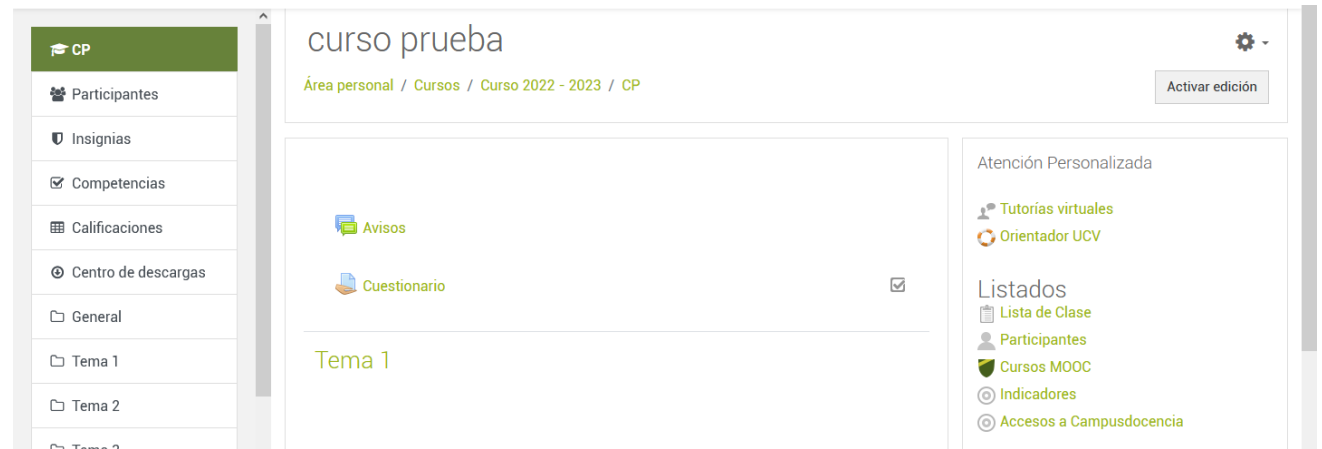 CP
Participantes
Insignias
Competencias
Calificaciones
Centro de descargas
General
Tema 1
Tema 2
curso prueba
Área personal / Cursos / Curso 2022 - 2023 / CP
Activar edición
Avisos
Cuestionario
Tema 1
Atención Personalizada
Tutorías virtuales
Orientador UCV
Listados
Lista de Clase
Participantes
Cursos MOOC
Indicadores
Accesos a Campusdocencia